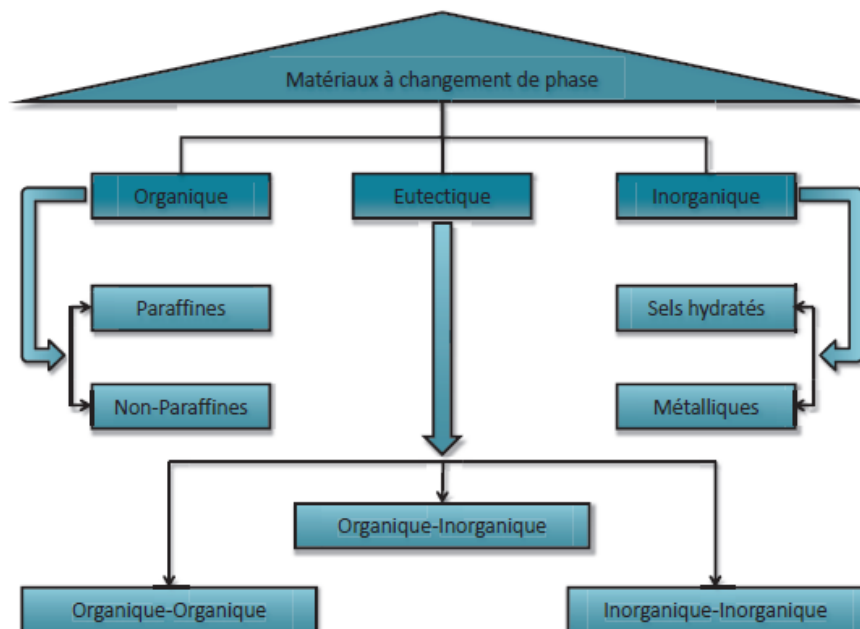 Matériaux à changement de phase
Organique
Eutectique
Inorganique
Paraffines
Sels hydratés
Non-Paraffines
Métalliques
Organique-Inorganique
Organique-Organique
Inorganique-Inorganique